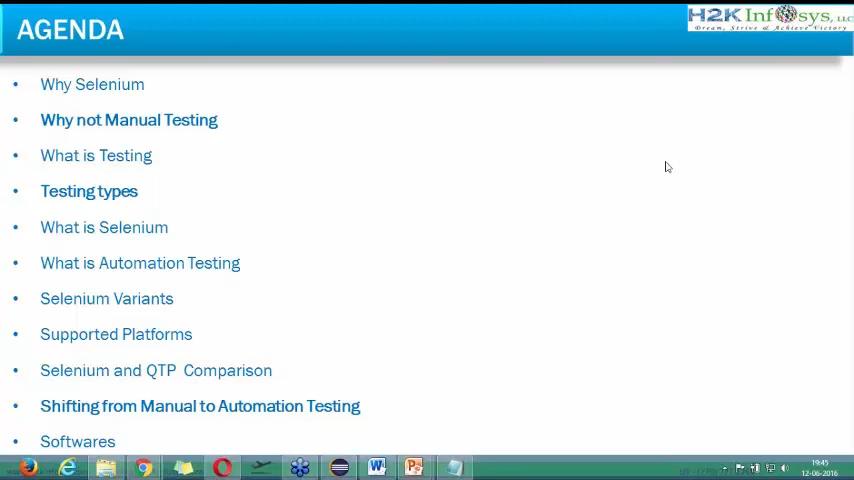 AGENDA
H2K Infosys, LLC
Dream, Strive & Achieve Victory
• Why Selenium
• Why not Manual Testing
• What is Testing
• Testing types
• What is Selenium
• What is Automation Testing
• Selenium Variants
• Supported Platforms
• Selenium and QTP Comparison
• Shifting from Manual to Automation Testing
• Softwares
19:45
12-06-2016